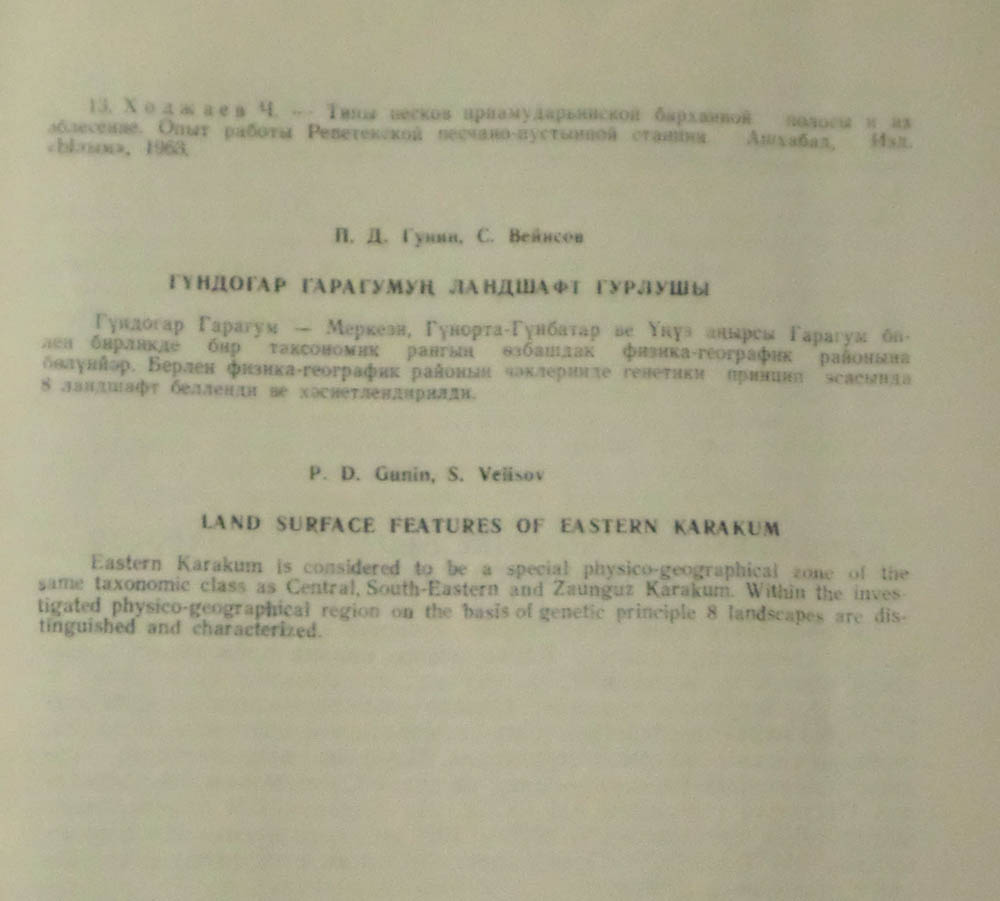 13. Ходжаев Ч. — Типы песков приамударьинской барханной полосы и их
облесение. Опыт работы Репетекской песчано-пустынной станции. Ашхабад, Изд.
«Ылым», 1963.
П. Д. Гунин, С. Вейисов
ГҮНДОГАР ГАРАГУМУҢ ЛАНДШАФТ ГУРЛУШЫ
Гүндогар Гарагум — Меркези, Гүнорта-Гүнбатар ве Үңүз аңырсы Гарагум би-
лен бирликде бир таксономик рангың өзбашдак физика-географик районына
бөлүнйәр. Берлен физика-географик районың чәклеринде генетики принцип эсасында
8 ландшафт белленди ве хәсиетлендирилди.
P. D. Gunin, S. Veiisov
LAND SURFACE FEATURES OF EASTERN KARAKUM
Eastern Karakum is considered to be a special physico-geographical zone of the
same taxonomic class as Central, South-Eastern and Zaunguz Karakum. Within the inves-
tigated physico-geographical region on the basis of genetic principle 8 landscapes are dis-
tinguished and characterized.